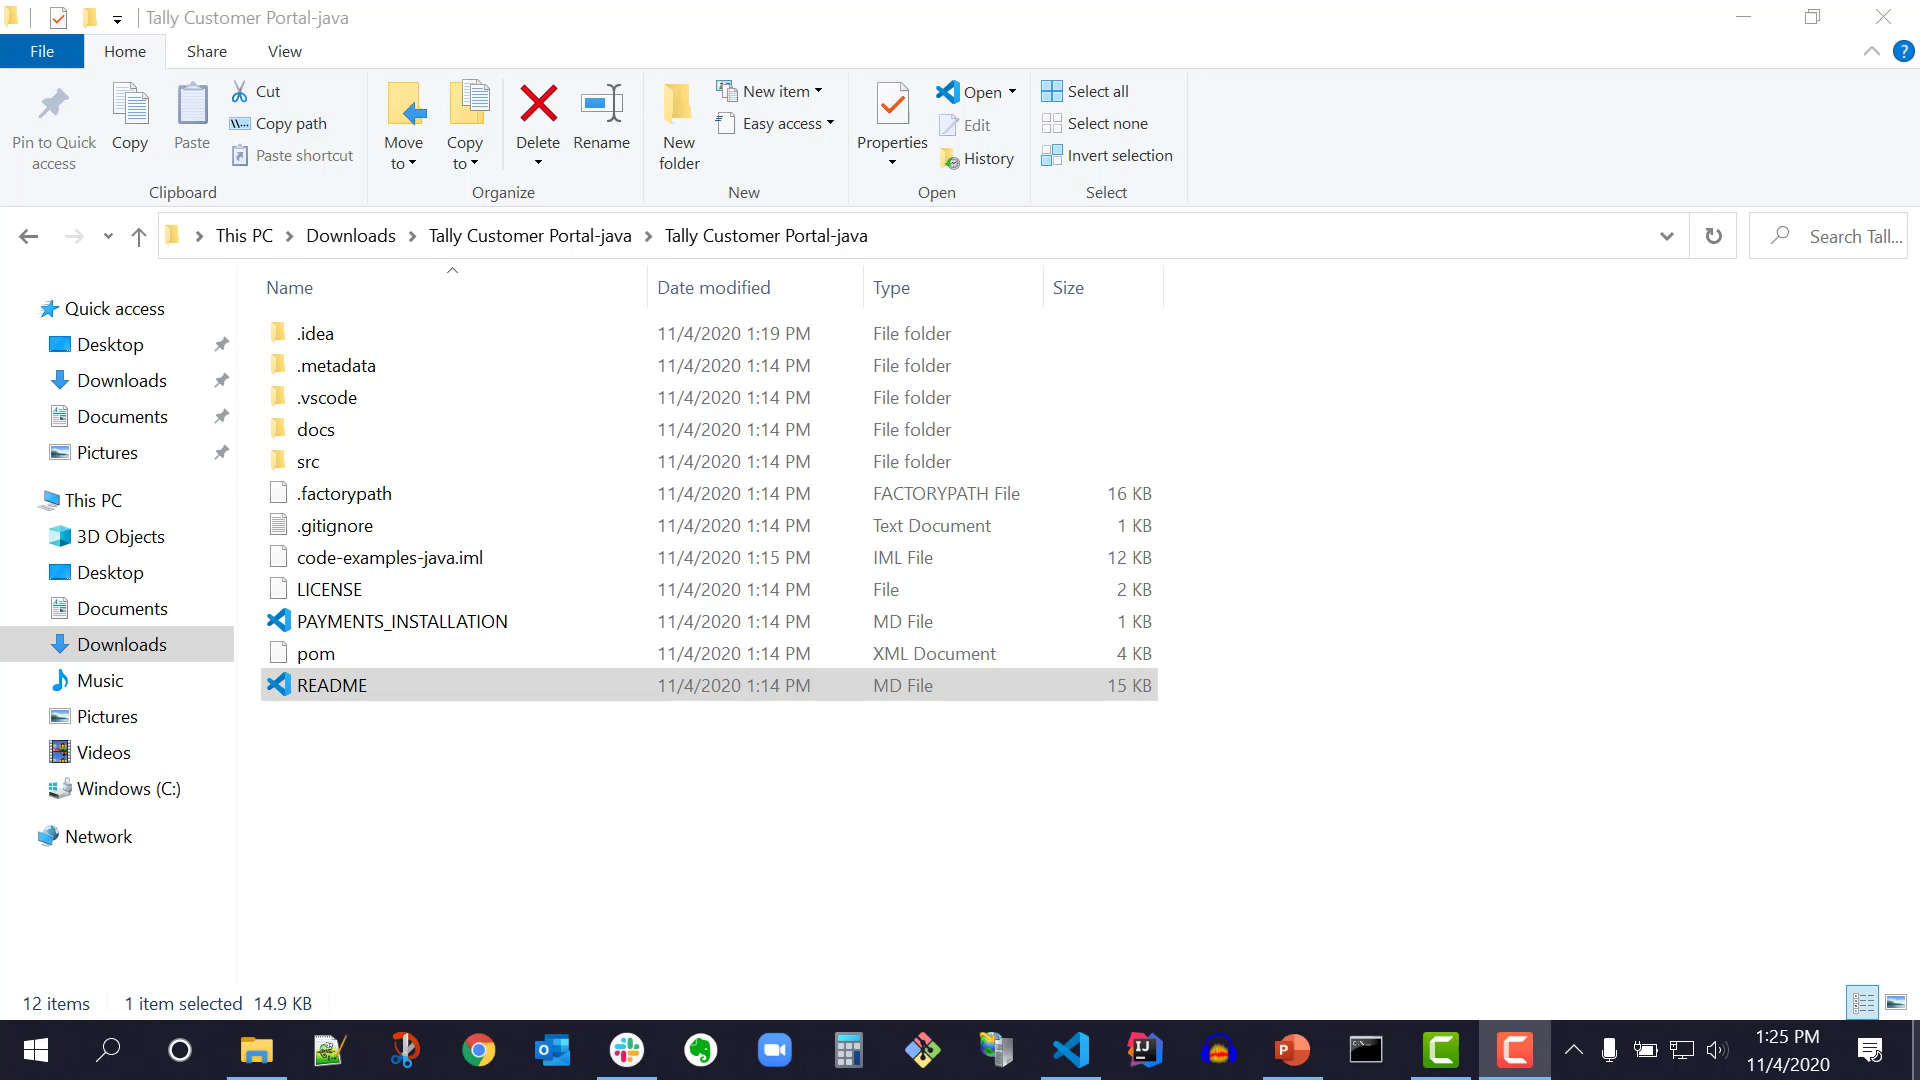 Tally Customer Portal-java
File Home Share View
Pin to Quick access
Copy
Paste
Cut
Copy path
Paste shortcut
Clipboard
Move to
Copy to
Delete
Rename
Organize
New folder
New item
Easy access
New
Properties
Open
Edit
History
Open
Select all
Select none
Invert selection
Select
This PC Downloads Tally Customer Portal-java Tally Customer Portal-java
Search Tall...
Name Date modified Type Size
Quick access
Desktop
Downloads
Documents
Pictures
This PC
3D Objects
Desktop
Documents
Downloads
Music
Pictures
Videos
Windows (C:)
Network
.idea 11/4/2020 1:19 PM File folder
.metadata 11/4/2020 1:14 PM File folder
.vscode 11/4/2020 1:14 PM File folder
docs 11/4/2020 1:14 PM File folder
src 11/4/2020 1:14 PM File folder
.factorypath 11/4/2020 1:14 PM FACTORYPATH File 16 KB
.gitignore 11/4/2020 1:14 PM Text Document 1 KB
code-examples-java.iml 11/4/2020 1:15 PM IML File 12 KB
LICENSE 11/4/2020 1:14 PM File 2 KB
PAYMENTS_INSTALLATION 11/4/2020 1:14 PM MD File 1 KB
pom 11/4/2020 1:14 PM XML Document 4 KB
README 11/4/2020 1:14 PM MD File 15 KB
12 items 1 item selected 14.9 KB
1:25 PM
11/4/2020